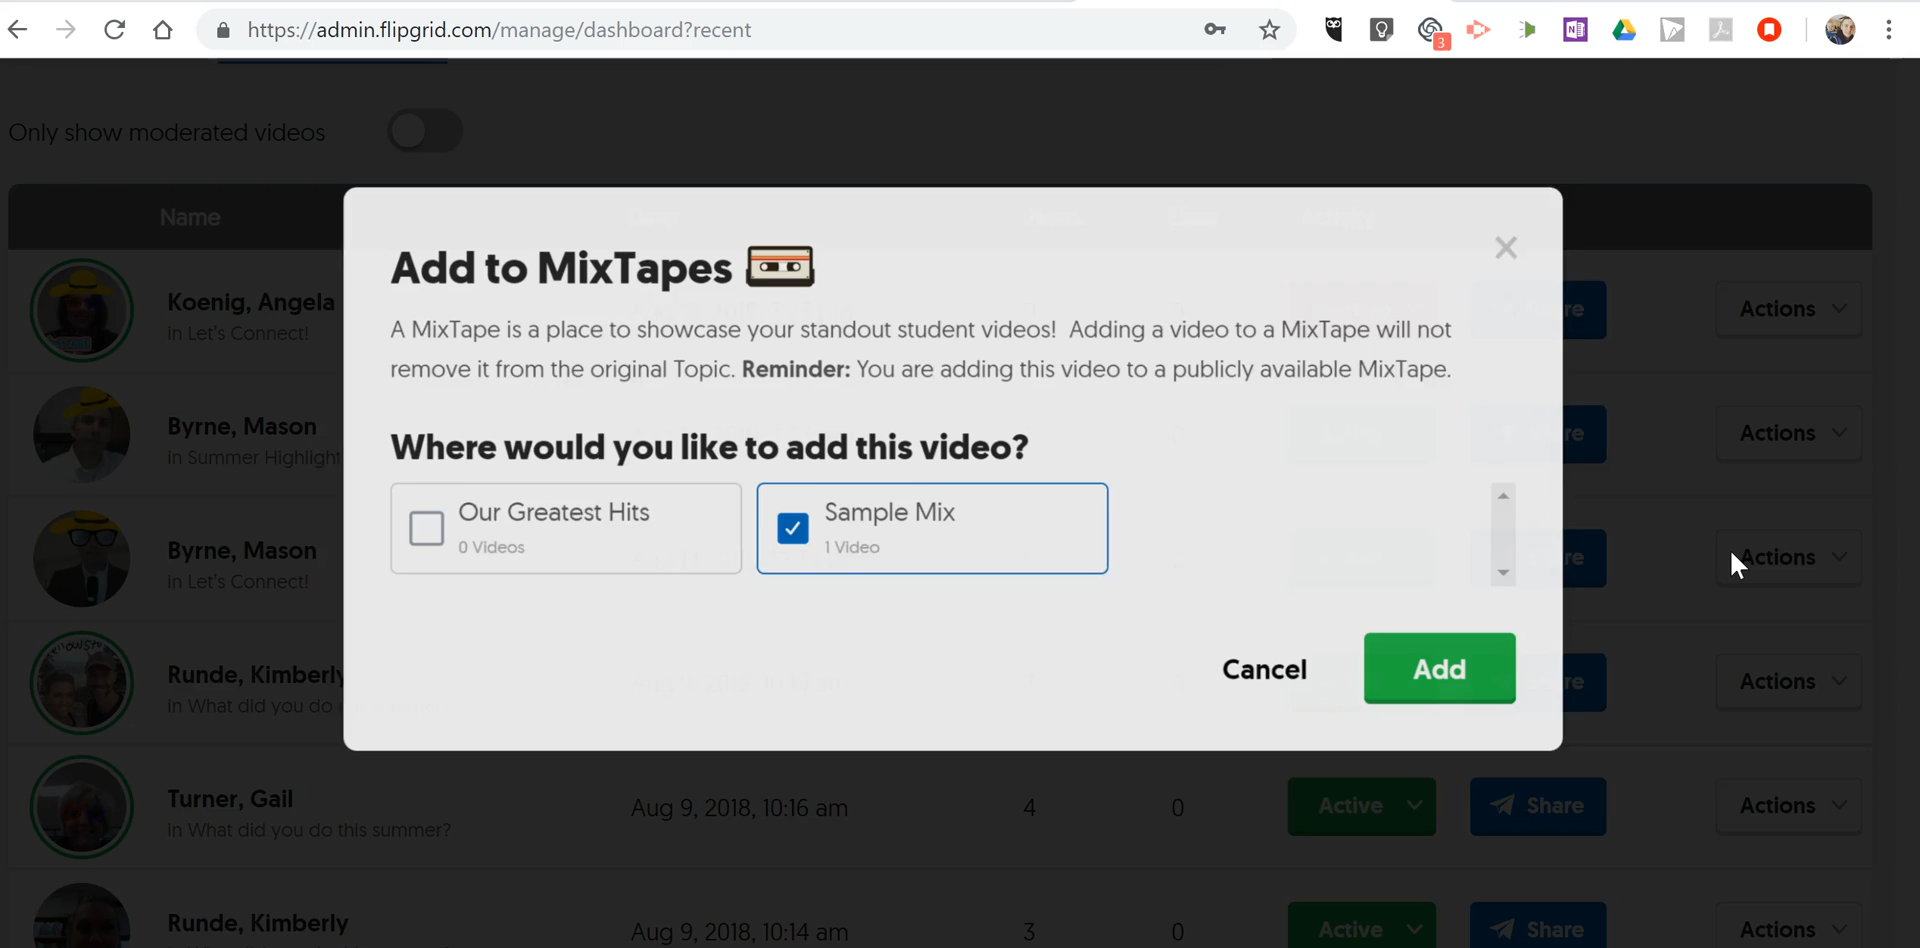 https://admin.flipgrid.com/manage/dashboard?recent
3
N
Only show moderated videos
Name
Add to MixTapes
A MixTape is a place to showcase your standout student videos! Adding a video to a MixTape will not
remove it from the original Topic. Reminder: You are adding this video to a publicly available MixTape.
Where would you like to add this video?
Our Greatest Hits
0 Videos
Sample Mix
1 Video
Cancel
Add
Koenig, Angela
in Let's Connect!
re
Actions
Byrne, Mason
in Summer Highlight
re
Actions
Byrne, Mason
in Let's Connect!
re
Actions
Runde, Kimberly
in What did you do
re
Actions
Turner, Gail
in What did you do this summer?
Aug 9, 2018, 10:16 am
4
0
Active
Share
Actions
Runde, Kimberly
Aug 9, 2018, 10:14 am
3
0
Active
Share
Actions